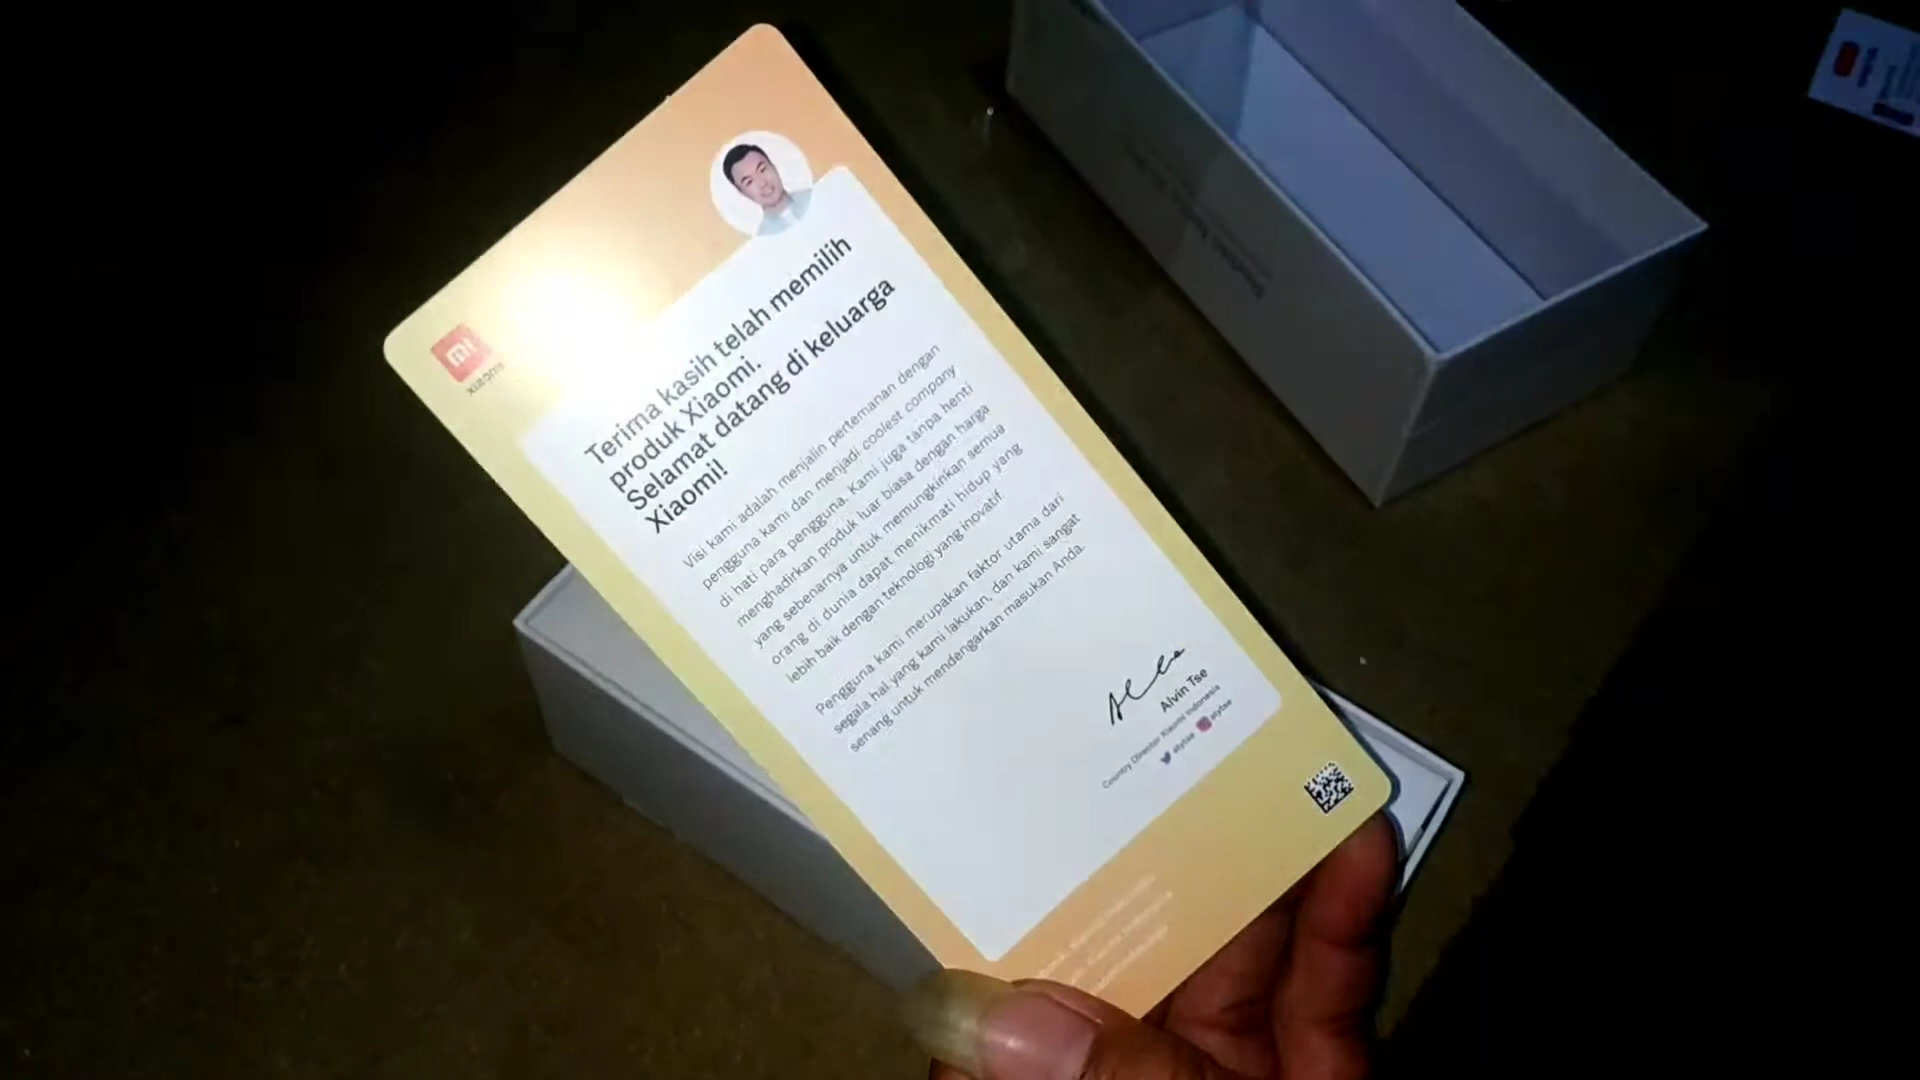 mi
xiaomi
Terima kasih telah memilih
produk Xiaomi.
Selamat datang di keluarga
Xiaomi!
Visi kami adalah menjalin pertemanan dengan
pengguna kami dan menjadi coolest company
di hati para pengguna. Kami juga tanpa henti
menghadirkan produk luar biasa dengan harga
yang sebenarnya untuk memungkinkan semua
orang di dunia dapat menikmati hidup yang
lebih baik dengan teknologi yang inovatif.
Pengguna kami merupakan faktor utama dari
segala hal yang kami lakukan, dan kami sangat
senang untuk mendengarkan masukan Anda.
Alvin Tse
Country Director Xiaomi Indonesia